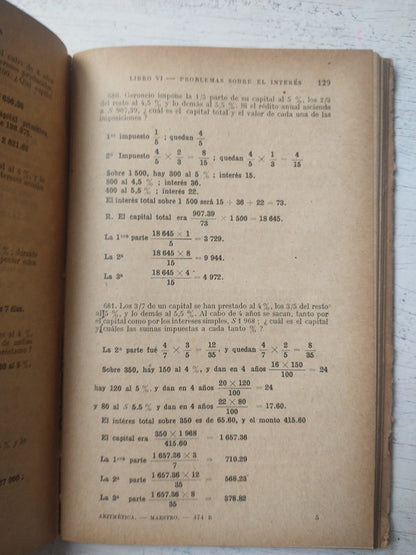 LIBRO VI — PROBLEMAS SOBRE EL INTERÉS 129
680. Geroncio impone la 1/5 parte de su capital al 5 %, los 2/3
del resto al 4,5 %, y lo demás al 5,5 %. Si el rédito anual asciende
a $ 907,39, ¿ cuál es el capital total y el valor de cada una de las
imposiciones ?
1er impuesto 1/5 ; quedan 4/5
2º Impuesto 4/5 × 2/3 = 8/15 ; quedan 4/5 × 1/3 = 4/15
Sobre 1 500, hay 300 al 5 % ; interés 15.
800 al 4,5 % ; interés 36.
400 al 5,5 % ; interés 22.
El interés total sobre 1 500 será 15 + 36 + 22 = 73.
R. El capital total era 907.39/73 × 1 500 = 18 645.
La 1era parte 18 645 × 1/5 = 3 729.
La 2ª 18 645 × 8/15 = 9 944.
La 3ª 18 645 × 4/15 = 4 972.
681. Los 3/7 de un capital se han prestado al 4 %, los 3/5 del resto
al 5 %, y lo demás al 5,5 %. Al cabo de 4 años se sacan, tanto por
el capital como por los intereses simples, $ 1 968 ; ¿ cuál es el capital
y cuáles las sumas impuestas a cada tanto % ?
La 2ª parte fué 4/7 × 3/5 = 12/35, y quedan 4/7 × 2/5 = 8/35
Sobre 350, hay 150 al 4 %, y dan en 4 años 16 × 150/100 = 24
hay 120 al 5 %, y dan en 4 años 20 × 120/100 = 24
y 80 al $ 5.5 % y dan en 4 años 22 × 80/100 = 17.60.
El intéres total sobre 350 es de 65.60, y el monto 415.60
El capital era 350 × 1 968/415.60 = 1 657.36
La 1era parte 1 657.36 × 3/7 = 710.29
La 2ª parte 1 657.36 × 12/35 = 568.23
La 3ª parte 1 657.36 × 8/35 = 378.82
ARITMÉTICA. — MAESTRO. — 474 B 5